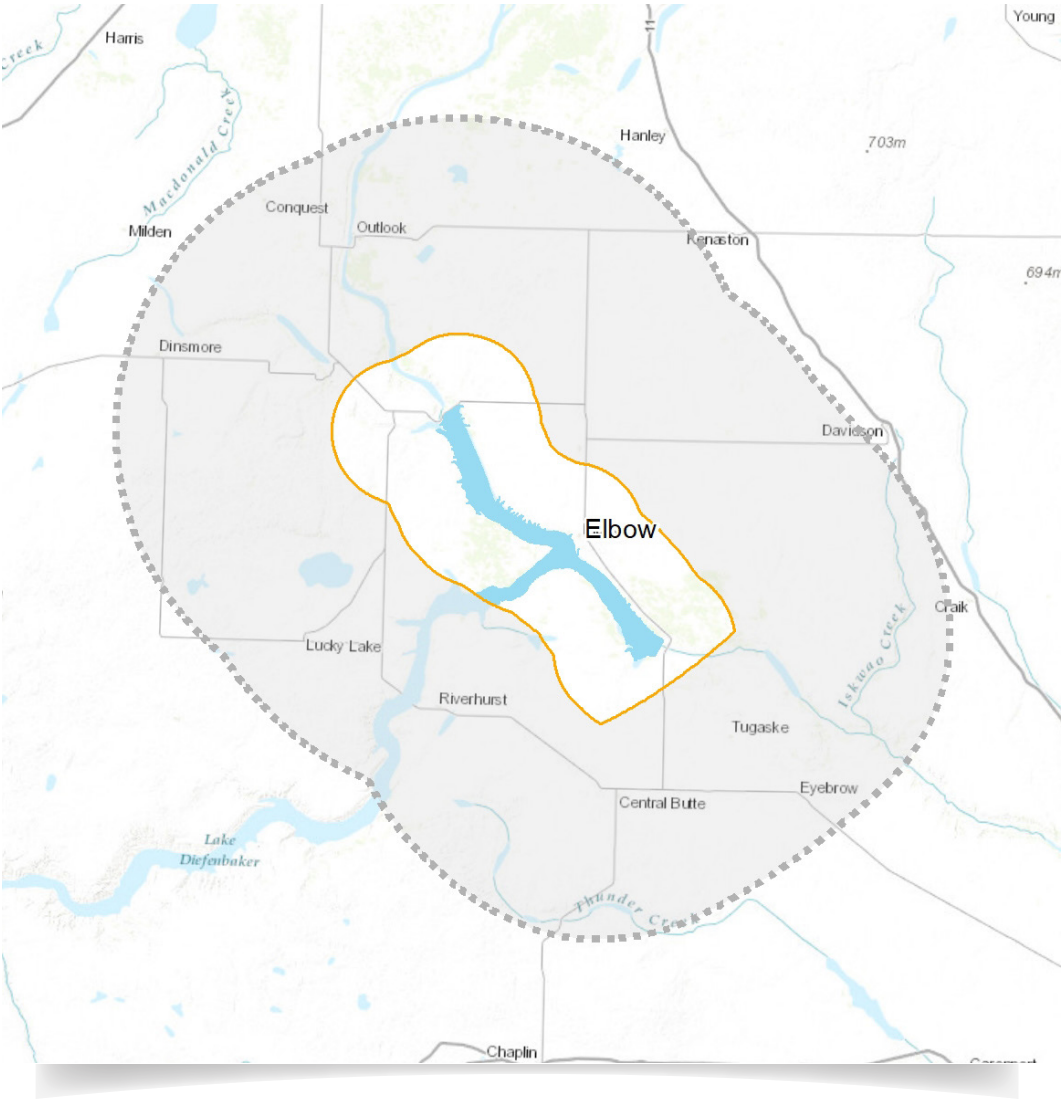 Young
Harris
Creek
11
Hanley
703m
Macdonald Creek
Conquest
Outlook
Milden
Kenaston
694m
Dinsmore
Davidson
Elbow
Craik
Iskwao Creek
Lucky Lake
Riverhurst
Tugaske
Eyebrow
Central Butte
Lake
Diefenbaker
Thunder Creek
Chaplin